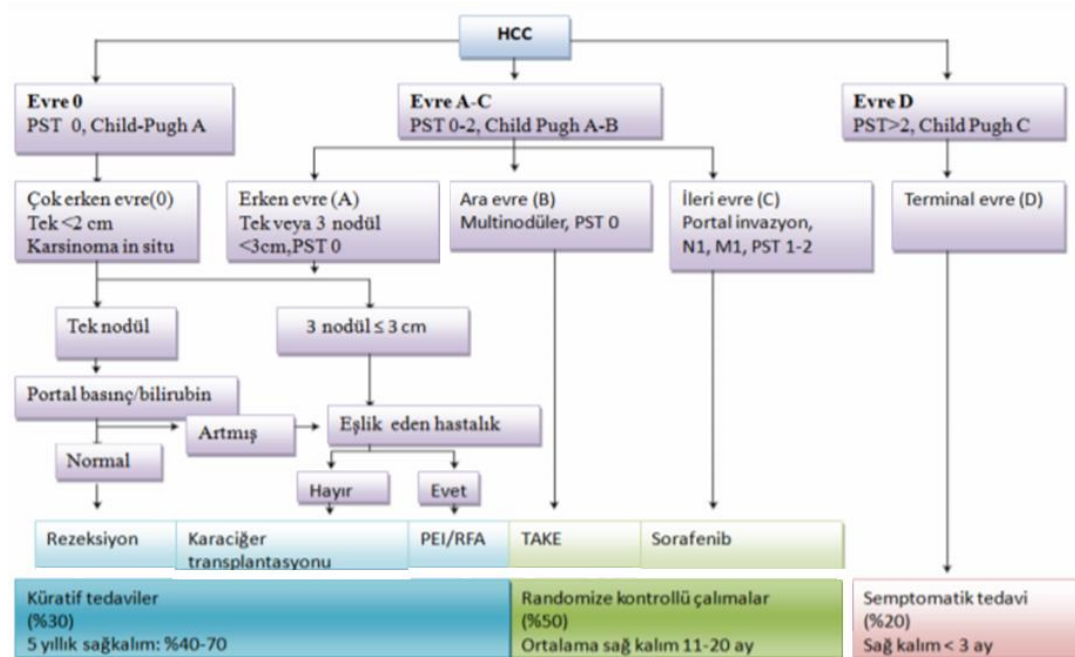 HCC
Evre 0
PST 0, Child-Pugh A
Evre A-C
PST 0-2, Child Pugh A-B
Evre D
PST>2, Child Pugh C
Çok erken evre(0)
Tek<2 cm
Karsinoma in situ
Erken evre (A)
Tek veya 3 nodül
<3cm,PST 0
Ara evre (B)
Multinodüler, PST 0
İleri evre (C)
Portal invazyon,
N1, M1, PST 1-2
Terminal evre (D)
Tek nodül
3 nodül ≤ 3 cm
Portal basınç/bilirubin
Artmış
Eşlik eden hastalık
Normal
Hayır
Evet
Rezeksiyon
Karaciğer
transplantasyonu
PEI/RFA
TAKE
Sorafenib
Küratif tedaviler
(%30)
5 yıllık sağkalım: %40-70
Randomize kontrollü çalımalar
(%50)
Ortalama sağ kalım 11-20 ay
Semptomatik tedavi
(%20)
Sağ kalım < 3 ay